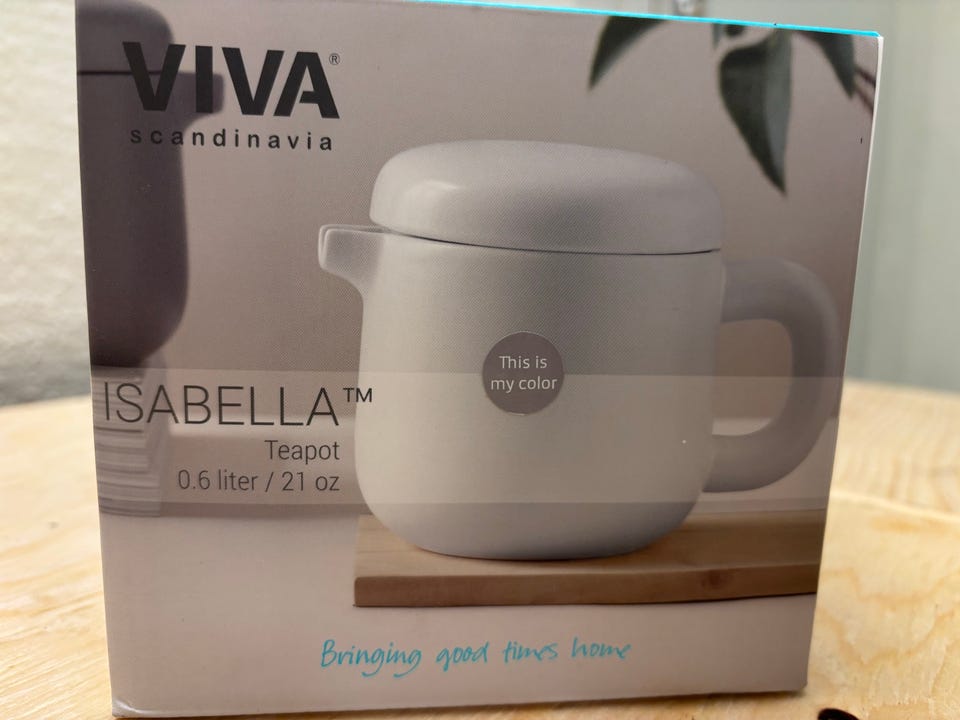 VIVA®
scandinavia
This is
my color
ISABELLA™
Teapot
0.6 liter / 21 oz
Bringing good times home